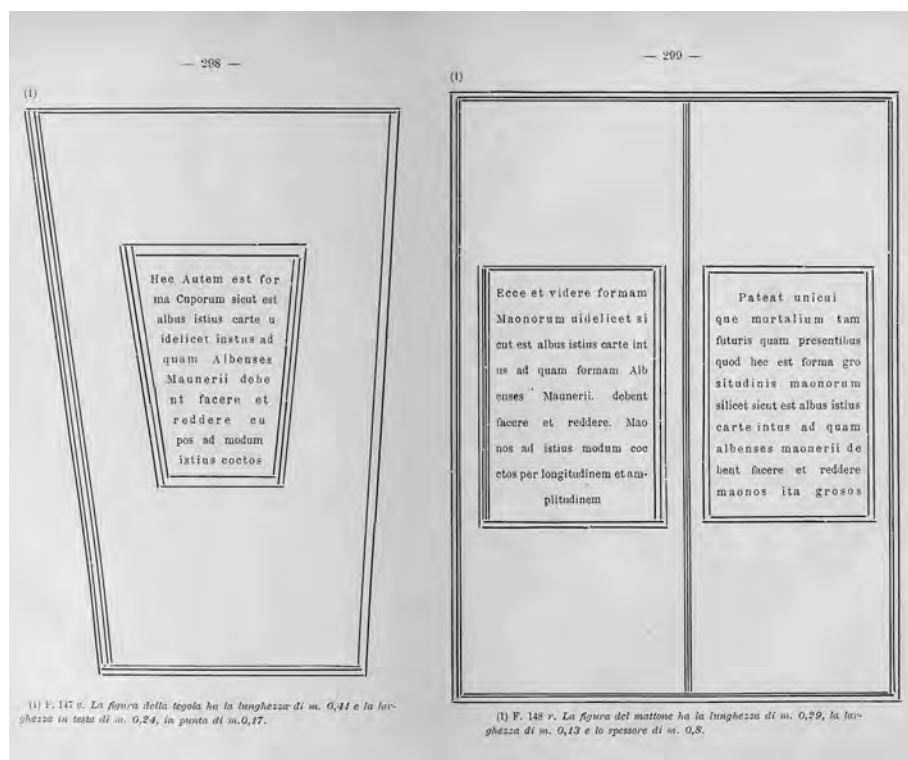 — 298 —
(1)
Hec Autem est for
ma Cuporum sicut est
albus istius carte u
idelicet instus ad
quam Albenses
Maunerii debe
nt facere et
reddere cu
pos ad modum
istius coctos
(1) F. 147 v. La figura della tegola ha la lunghezza di m. 0,41 e la lar-
ghezza in testa di m. 0,24, in punta di m.0,17.
— 299 —
(1)
Ecce et videre formam
Maonorum uidelicet si
cut est albus istius carte int
us ad quam formam Alb
enses Maunerii. debent
facere et reddere. Mao
nos ad istius modum coc
ctos per longitudinem et am-
plitudinem
Pateat unicui
que mortalium tam
futuris quam presentibus
quod hec est forma gro
situdinis maonorum
silicet sicut est albus istius
carte intus ad quam
albenses maonerii de
bent facere et reddere
maonos ita grosos
(1) F. 148 r. La figura del mattone ha la lunghezza di m. 0,29, la lar-
ghezza di m. 0,13 e lo spessore di m. 0,8.